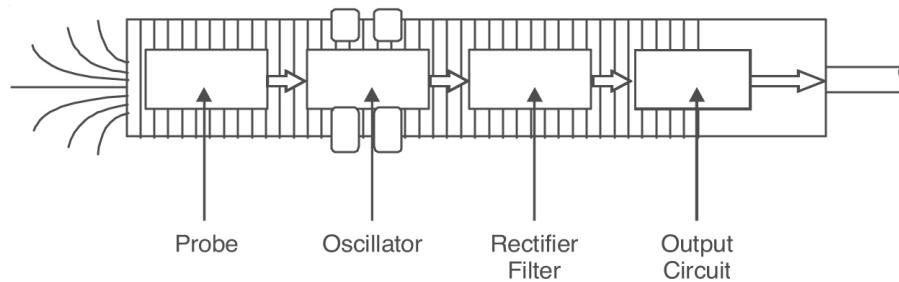 Probe
Oscillator
Rectifier
Filter
Output
Circuit